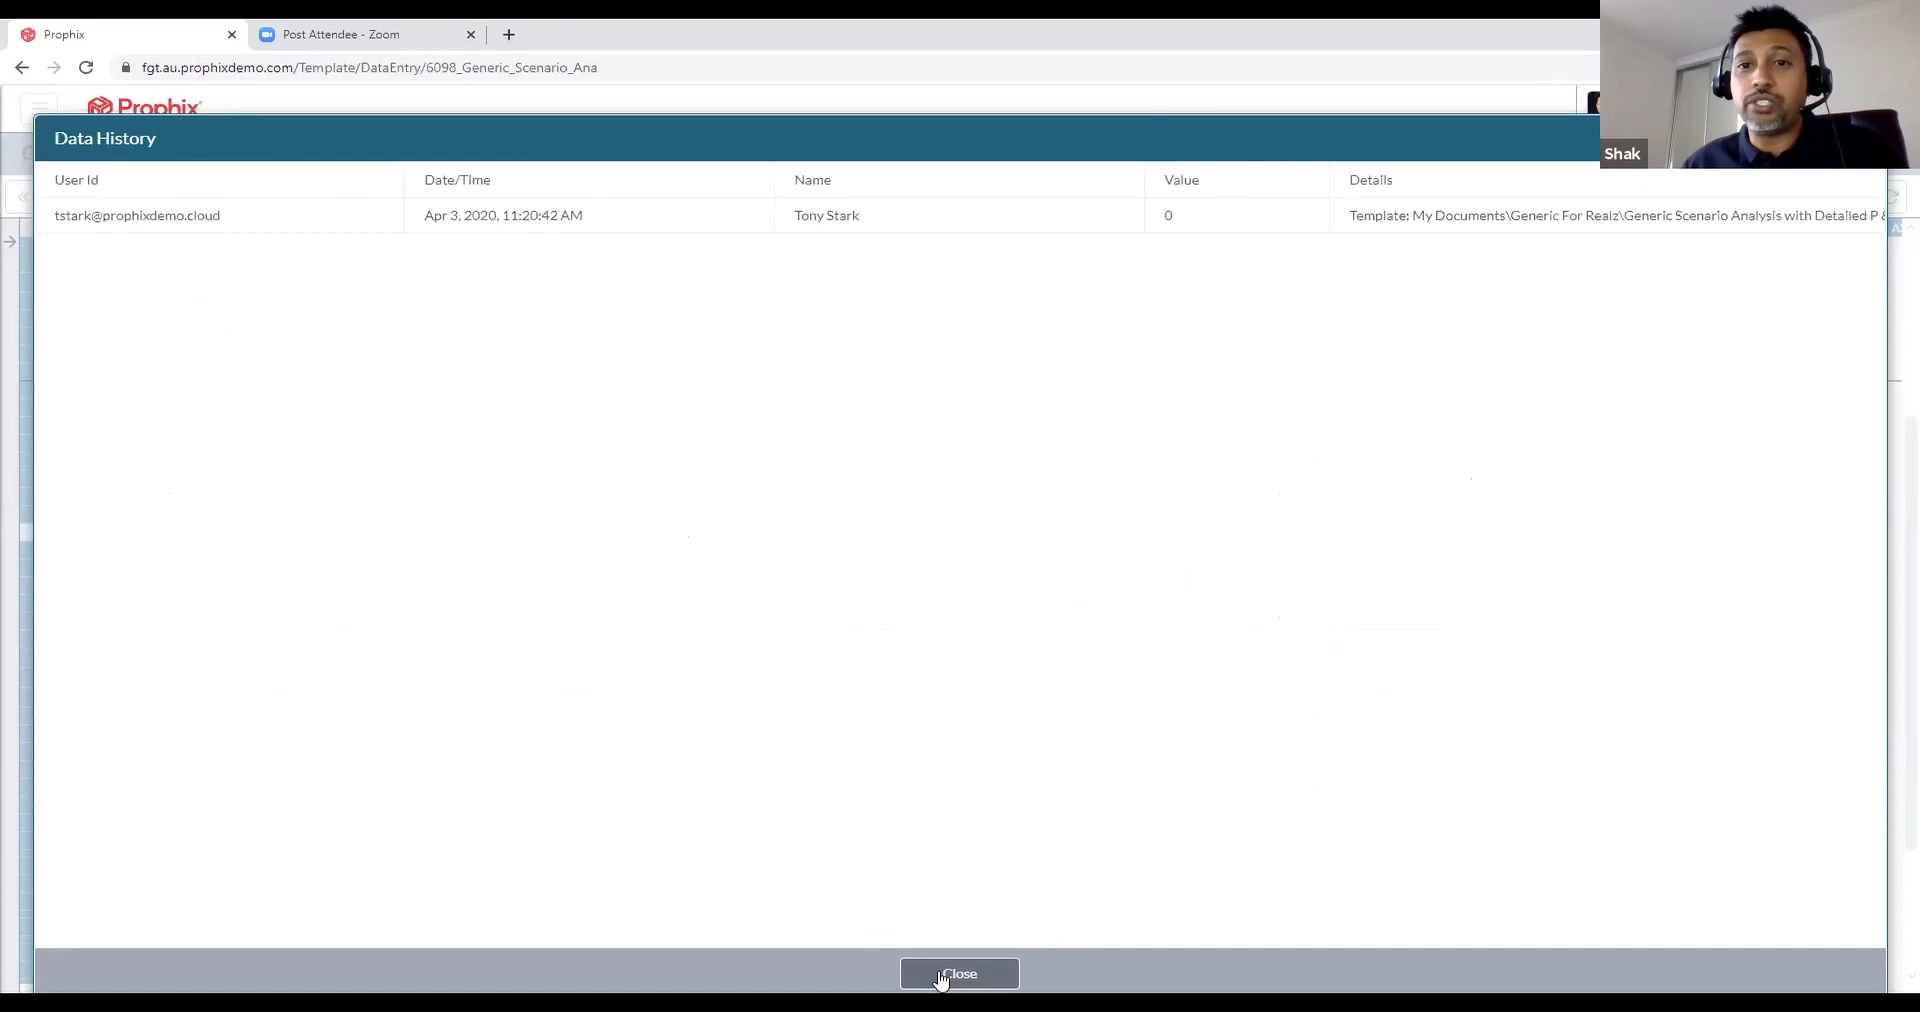 Prophix
Post Attendee - Zoom
fgt.au.prophixdemo.com/Template/DataEntry/6098_Generic_Scenario_Ana
Prophix
Data History
Shak
User Id Date/Time Name Value Details
tstark@prophixdemo.cloud Apr 3, 2020, 11:20:42 AM Tony Stark 0 Template: My Documents\Generic For Realz\Generic Scenario Analysis with Detailed P &
Close